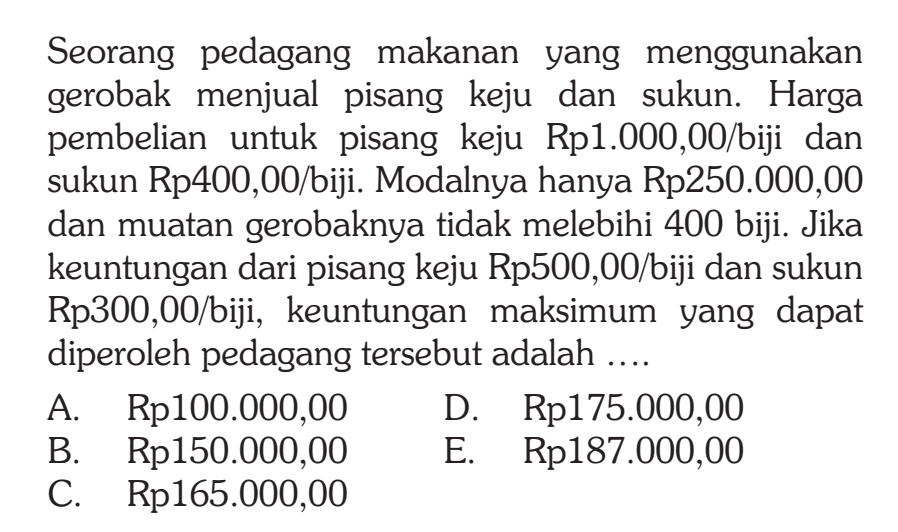 Seorang pedagang makanan yang menggunakan
gerobak menjual pisang keju dan sukun. Harga
pembelian untuk pisang keju Rp1.000,00/biji dan
sukun Rp400,00/biji. Modalnya hanya Rp250.000,00
dan muatan gerobaknya tidak melebihi 400 biji. Jika
keuntungan dari pisang keju Rp500,00/biji dan sukun
Rp300,00/biji, keuntungan maksimum yang dapat
diperoleh pedagang tersebut adalah ....
A. Rp100.000,00 D. Rp175.000,00
B. Rp150.000,00 E. Rp187.000,00
C. Rp165.000,00